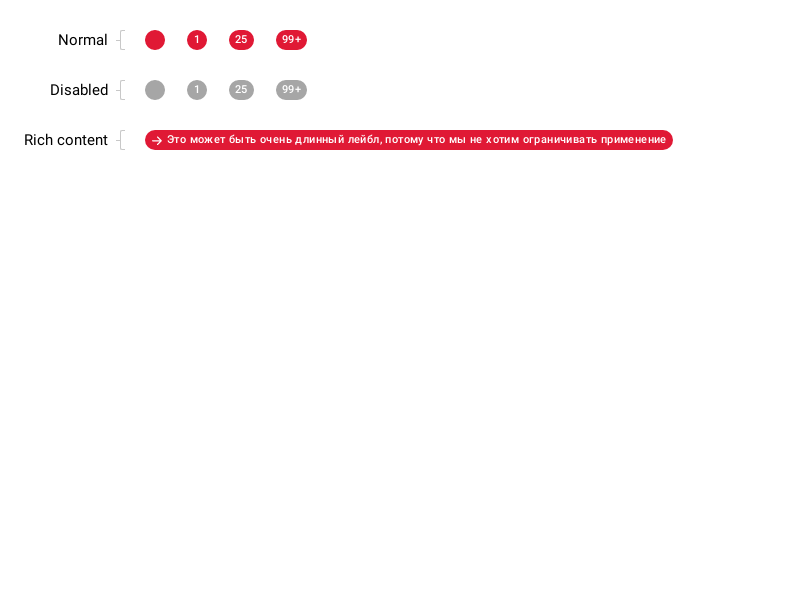 Normal 1 25 99+
Disabled 1 25 99+
Rich content → Это может быть очень длинный лейбл, потому что мы не хотим ограничивать применение